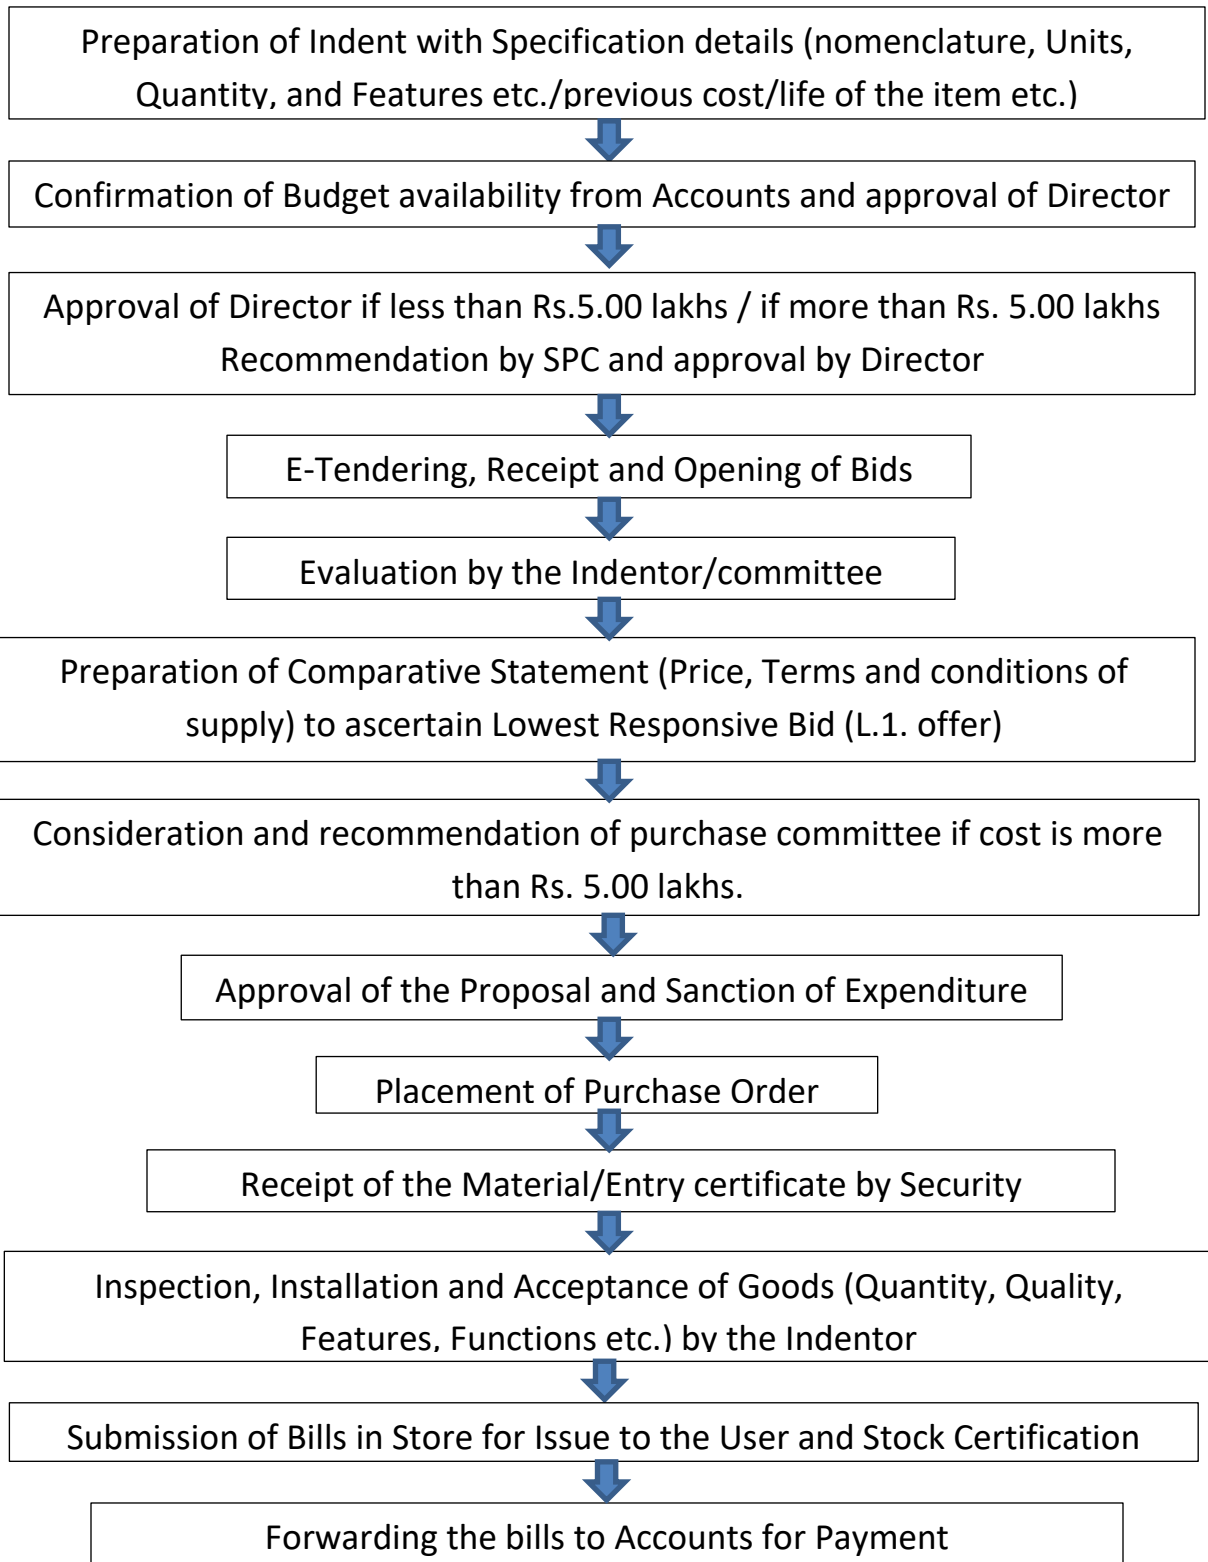 Preparation of Indent with Specification details (nomenclature, Units,
Quantity, and Features etc./previous cost/life of the item etc.)
Confirmation of Budget availability from Accounts and approval of Director
Approval of Director if less than Rs.5.00 lakhs / if more than Rs. 5.00 lakhs
Recommendation by SPC and approval by Director
E-Tendering, Receipt and Opening of Bids
Evaluation by the Indentor/committee
Preparation of Comparative Statement (Price, Terms and conditions of
supply) to ascertain Lowest Responsive Bid (L.1. offer)
Consideration and recommendation of purchase committee if cost is more
than Rs. 5.00 lakhs.
Approval of the Proposal and Sanction of Expenditure
Placement of Purchase Order
Receipt of the Material/Entry certificate by Security
Inspection, Installation and Acceptance of Goods (Quantity, Quality,
Features, Functions etc.) by the Indentor
Submission of Bills in Store for Issue to the User and Stock Certification
Forwarding the bills to Accounts for Payment